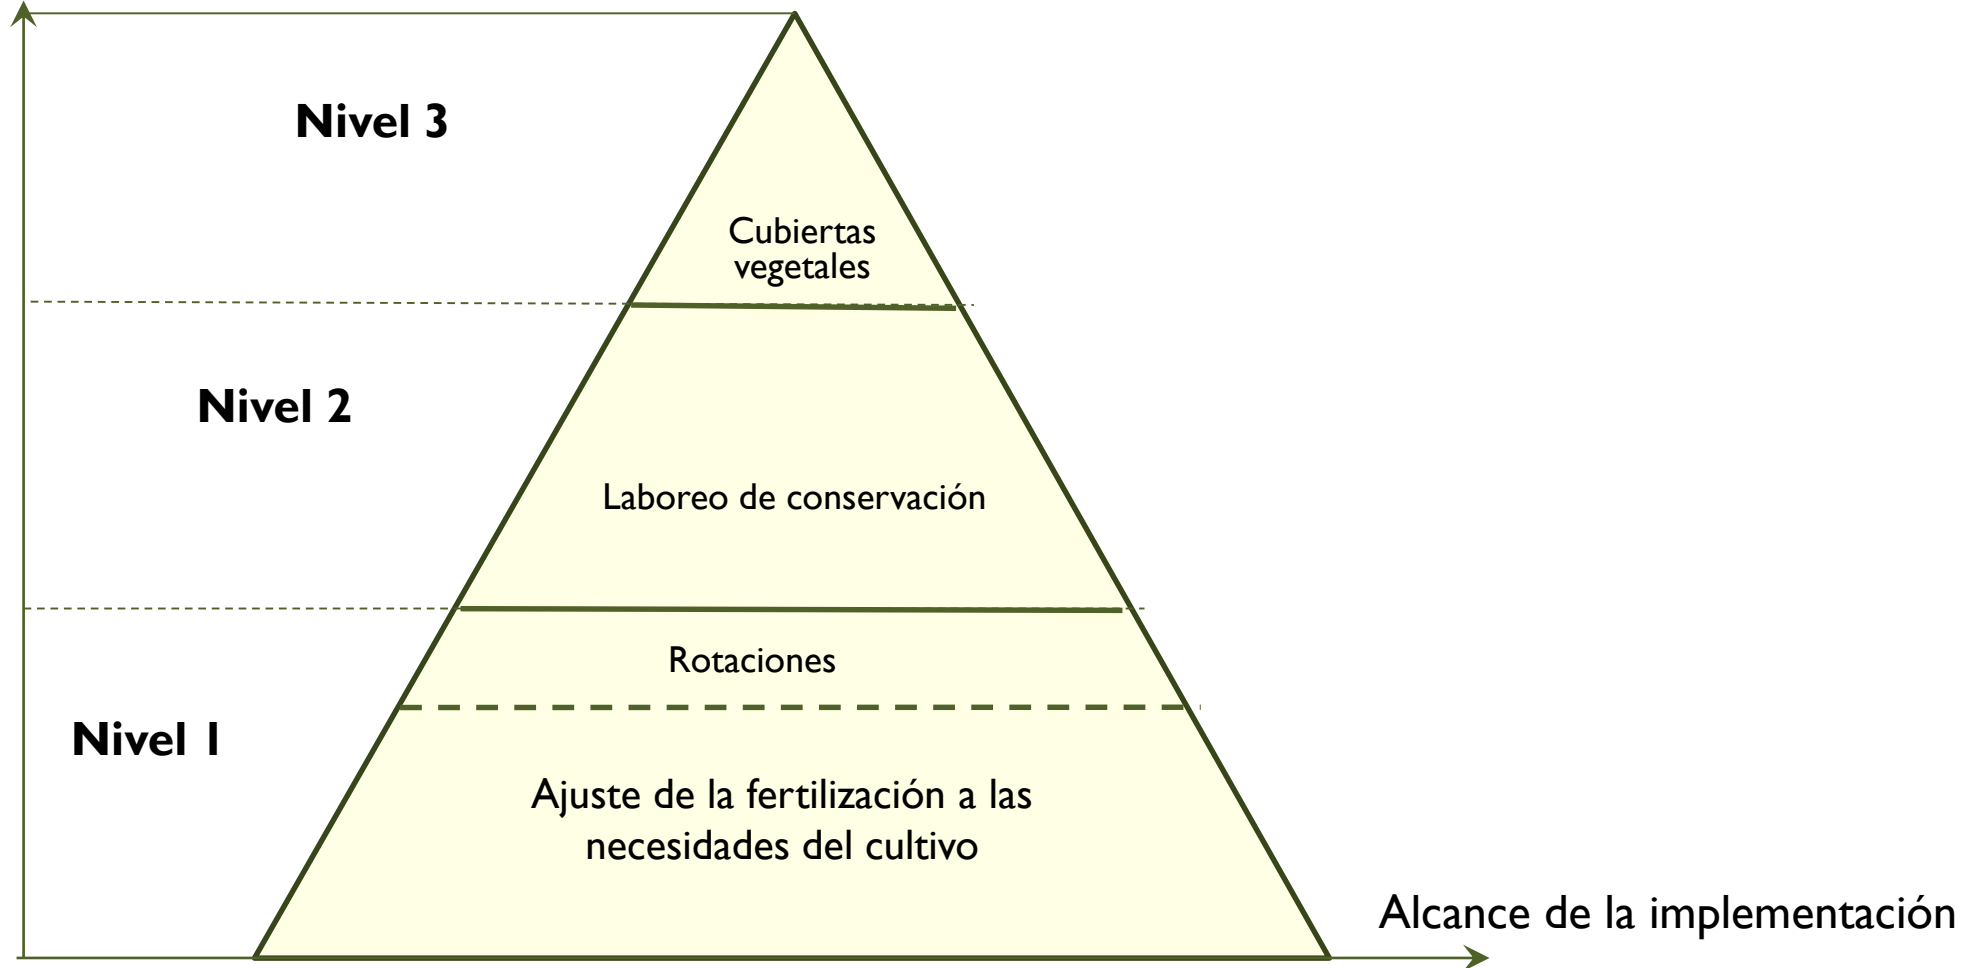 Nivel 3
Cubiertas
vegetales
Nivel 2
Laboreo de conservación
Rotaciones
Nivel 1
Ajuste de la fertilización a las
necesidades del cultivo
Alcance de la implementación